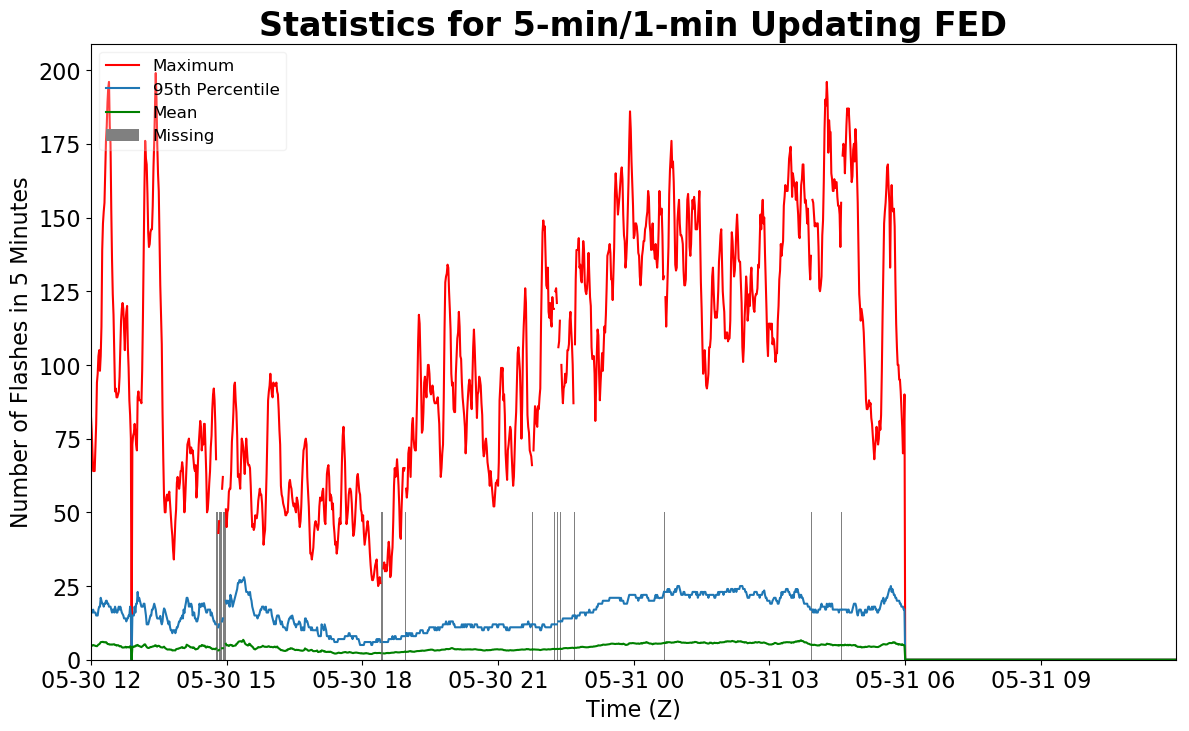 Statistics for 5-min/1-min Updating FED
Number of Flashes in 5 Minutes
200
175
150
125
100
75
50
25
0
Maximum
95th Percentile
Mean
Missing
05-30 12 05-30 15 05-30 18 05-30 21 05-31 00 05-31 03 05-31 06 05-31 09
Time (Z)